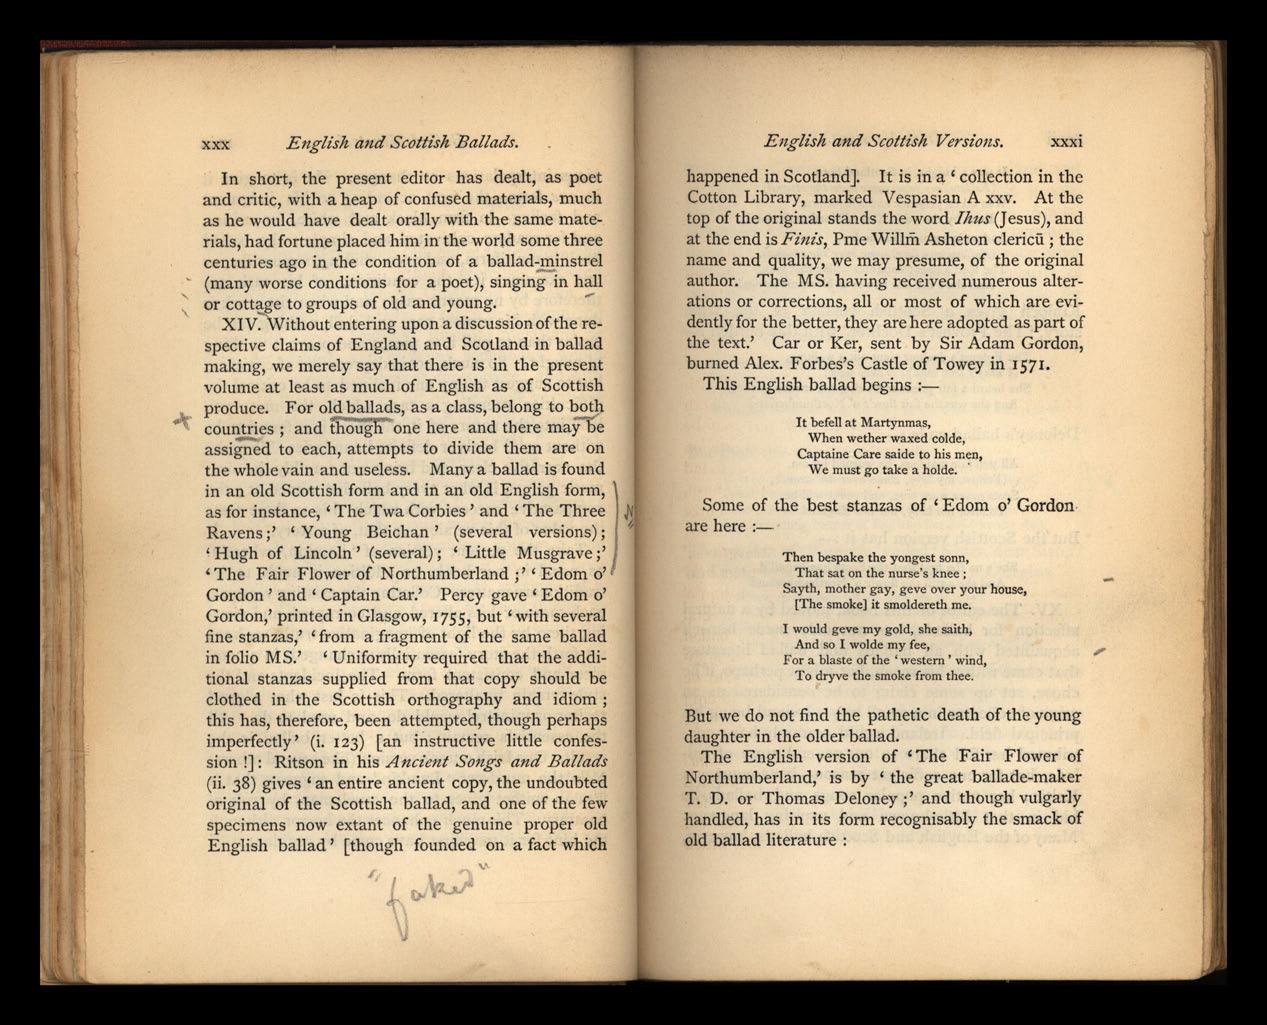 xxx English and Scottish Ballads.
In short, the present editor has dealt, as poet
and critic, with a heap of confused materials, much
as he would have dealt orally with the same mate-
rials, had fortune placed him in the world some three
centuries ago in the condition of a ballad-minstrel
(many worse conditions for a poet), singing in hall
or cottage to groups of old and young.
XIV. Without entering upon a discussion of the re-
spective claims of England and Scotland in ballad
making, we merely say that there is in the present
volume at least as much of English as of Scottish
produce. For old ballads, as a class, belong to both
countries ; and though one here and there may be
assigned to each, attempts to divide them are on
the whole vain and useless. Many a ballad is found
in an old Scottish form and in an old English form,
as for instance, ‘ The Twa Corbies ’ and ‘ The Three
Ravens ;’ ‘ Young Beichan ’ (several versions) ;
‘ Hugh of Lincoln ’ (several) ; ‘ Little Musgrave ;’
‘ The Fair Flower of Northumberland ;’ ‘ Edom o’
Gordon ’ and ‘ Captain Car.’ Percy gave ‘ Edom o’
Gordon,’ printed in Glasgow, 1755, but ‘ with several
fine stanzas,’ ‘ from a fragment of the same ballad
in folio MS.’ ‘ Uniformity required that the addi-
tional stanzas supplied from that copy should be
clothed in the Scottish orthography and idiom ;
this has, therefore, been attempted, though perhaps
imperfectly’ (i. 123) [an instructive little confes-
sion !] : Ritson in his Ancient Songs and Ballads
(ii. 38) gives ‘ an entire ancient copy, the undoubted
original of the Scottish ballad, and one of the few
specimens now extant of the genuine proper old
English ballad ’ [though founded on a fact which
"faked"
English and Scottish Versions. xxxi
happened in Scotland]. It is in a ‘ collection in the
Cotton Library, marked Vespasian A xxv. At the
top of the original stands the word Ihus (Jesus), and
at the end is Finis, Pme Willm̄ Asheton clericū ; the
name and quality, we may presume, of the original
author. The MS. having received numerous alter-
ations or corrections, all or most of which are evi-
dently for the better, they are here adopted as part of
the text.’ Car or Ker, sent by Sir Adam Gordon,
burned Alex. Forbes’s Castle of Towey in 1571.
This English ballad begins :—
It befell at Martynmas,
When wether waxed colde,
Captaine Care saide to his men,
We must go take a holde.
Some of the best stanzas of ‘ Edom o’ Gordon
are here :—
Then bespake the yongest sonn,
That sat on the nurse’s knee ;
Sayth, mother gay, geve over your house,
[The smoke] it smoldereth me.
I would geve my gold, she saith,
And so I wolde my fee,
For a blaste of the ‘ western ’ wind,
To dryve the smoke from thee.
But we do not find the pathetic death of the young
daughter in the older ballad.
The English version of ‘ The Fair Flower of
Northumberland,’ is by ‘ the great ballade-maker
T. D. or Thomas Deloney ;’ and though vulgarly
handled, has in its form recognisably the smack of
old ballad literature :